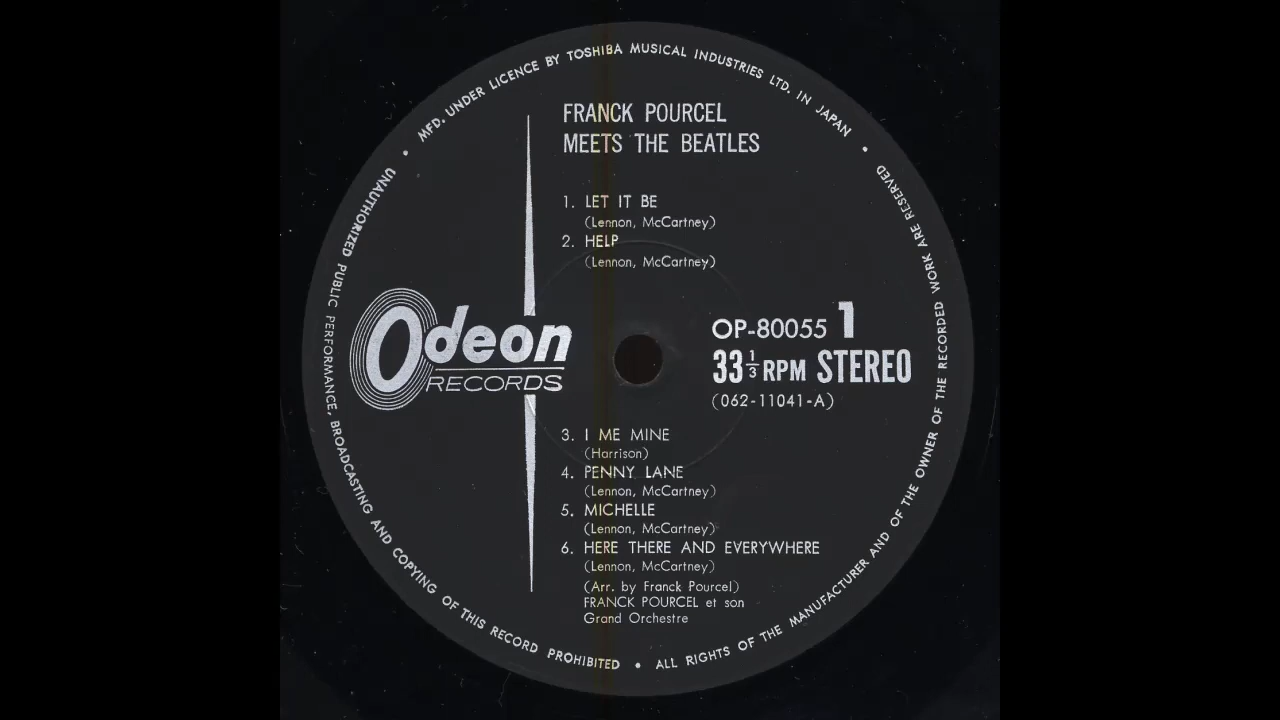 MFD. UNDER LICENCE BY TOSHIBA MUSICAL INDUSTRIES LTD. IN JAPAN
FRANCK POURCEL
MEETS THE BEATLES
1. LET IT BE
(Lennon, McCartney)
2. HELP
(Lennon, McCartney)
Odeon
RECORDS
OP-80055 1
33 1/3 RPM STEREO
(062-11041-A)
3. I ME MINE
(Harrison)
4. PENNY LANE
(Lennon, McCartney)
5. MICHELLE
(Lennon, McCartney)
6. HERE THERE AND EVERYWHERE
(Lennon, McCartney)
(Arr. by Franck Pourcel)
FRANCK POURCEL et son
Grand Orchestre
UNAUTHORIZED PUBLIC PERFORMANCE, BROADCASTING AND COPYING OF THIS RECORD PROHIBITED • ALL RIGHTS OF THE MANUFACTURER AND OF THE OWNER OF THE RECORDED WORK ARE RESERVED •